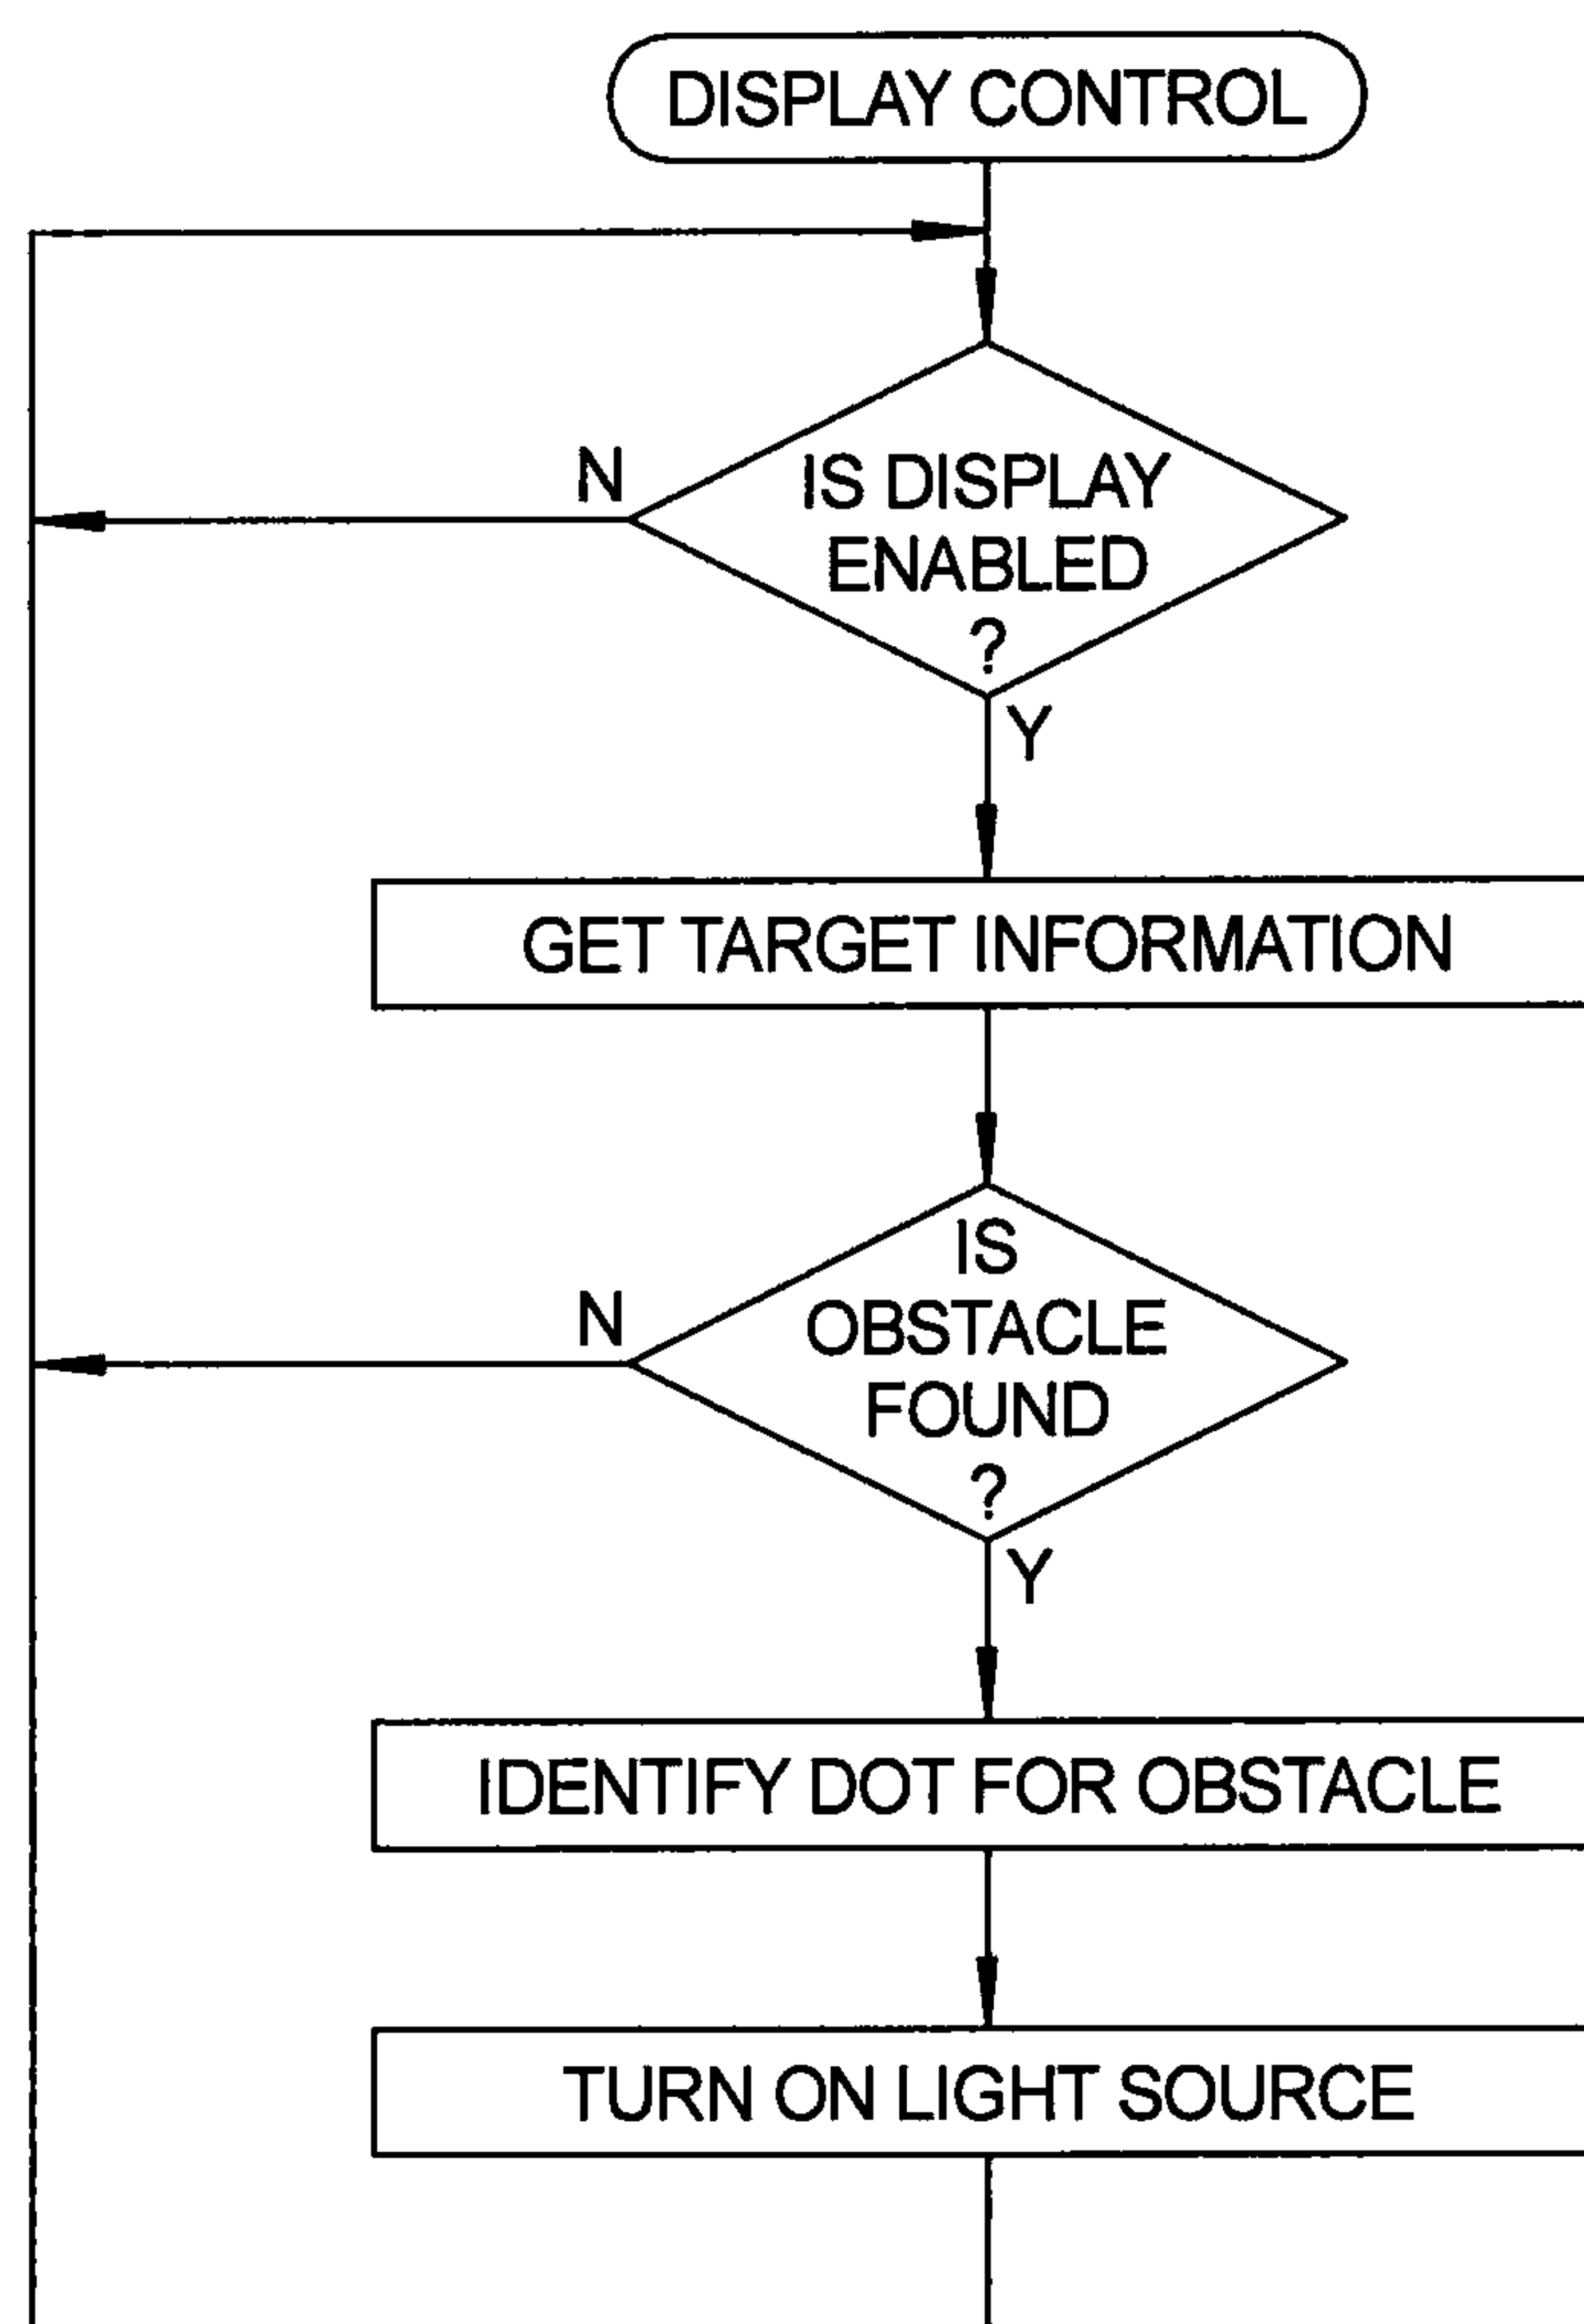 DISPLAY CONTROL
N
IS DISPLAY
ENABLED
?
Y
GET TARGET INFORMATION
IS
N
OBSTACLE
FOUND
?
Y
IDENTIFY DOT FOR OBSTACLE
TURN ON LIGHT SOURCE